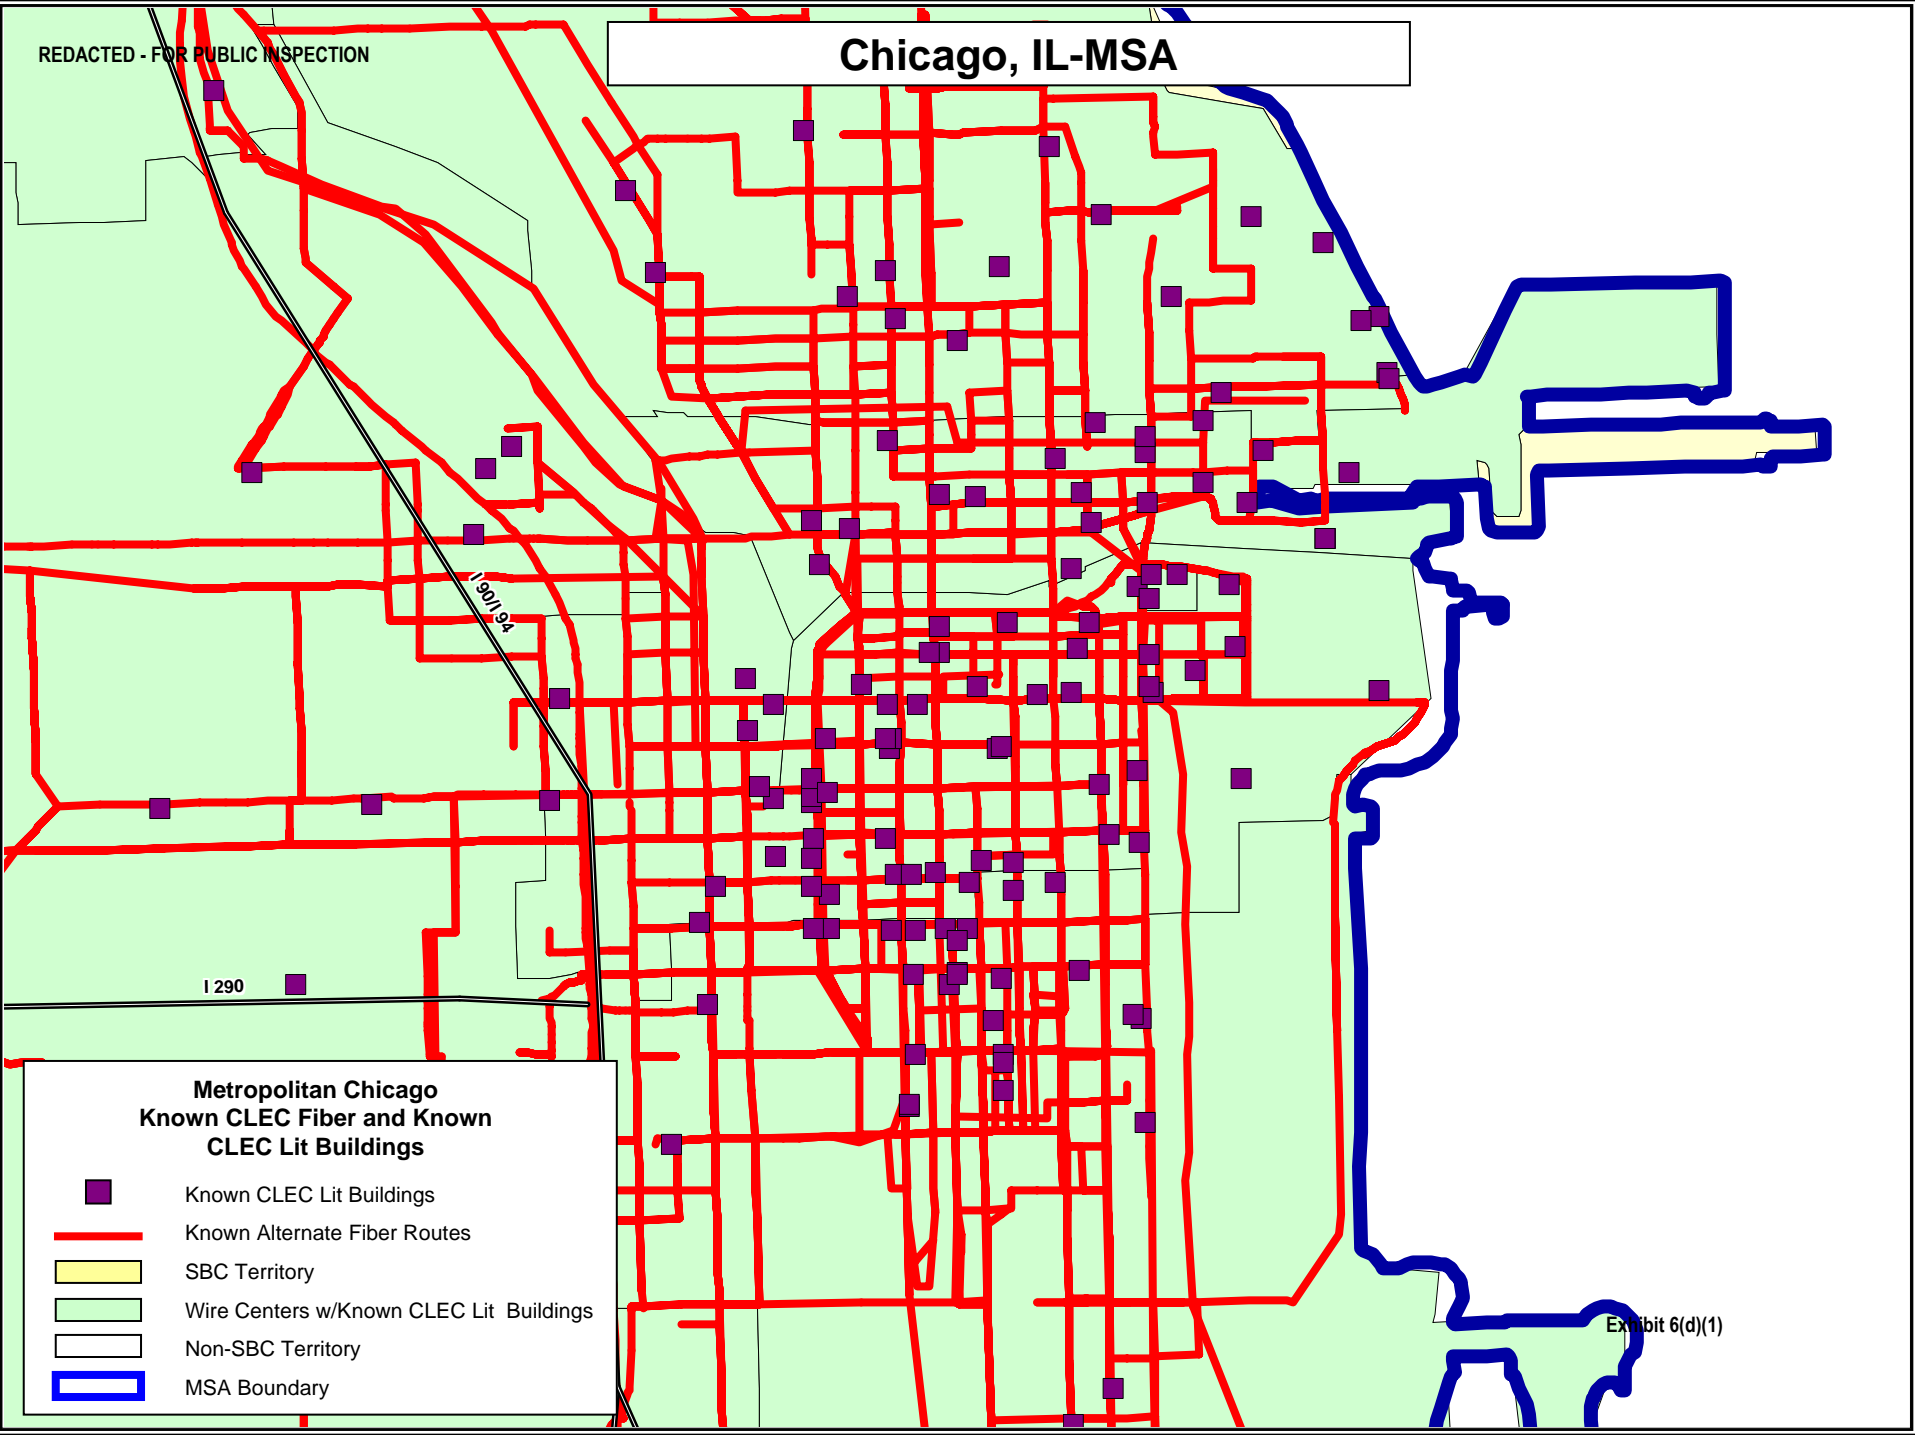 REDACTED - FOR PUBLIC INSPECTION
Chicago, IL-MSA
I 90/I 94
I 290
Metropolitan Chicago
Known CLEC Fiber and Known
CLEC Lit Buildings
Known CLEC Lit Buildings
Known Alternate Fiber Routes
SBC Territory
Wire Centers w/Known CLEC Lit  Buildings
Non-SBC Territory
MSA Boundary
Exhibit 6(d)(1)